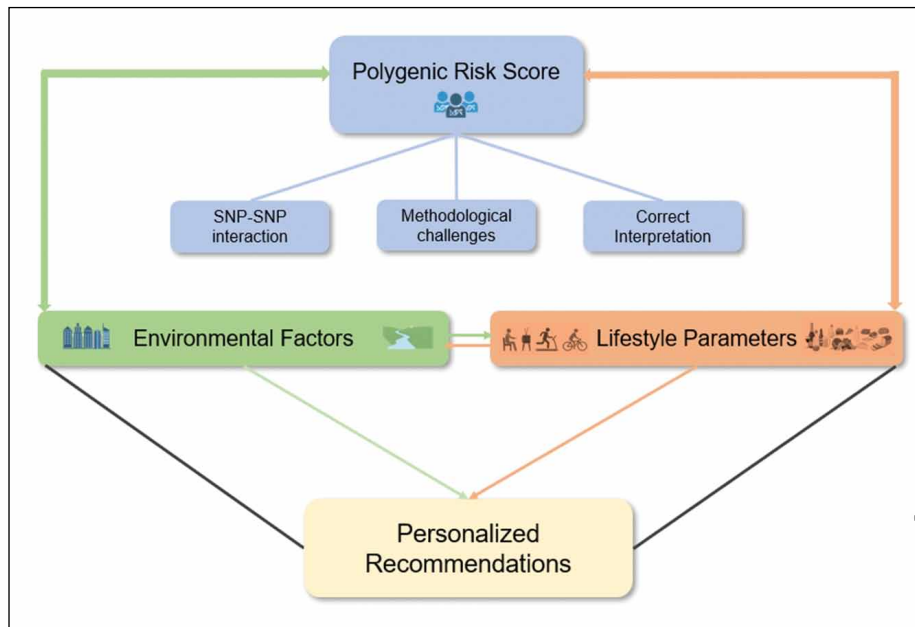 Polygenic Risk Score
SNP-SNP
interaction
Methodological
challenges
Correct
Interpretation
Environmental Factors
Lifestyle Parameters
Personalized
Recommendations